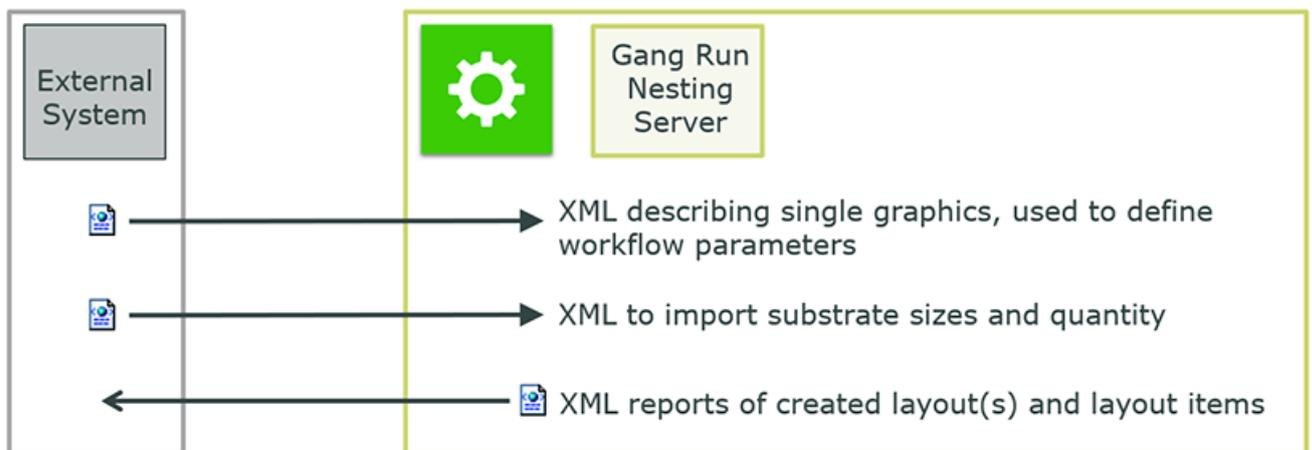 External
System
Gang Run
Nesting
Server
XML describing single graphics, used to define
workflow parameters
XML to import substrate sizes and quantity
XML reports of created layout(s) and layout items